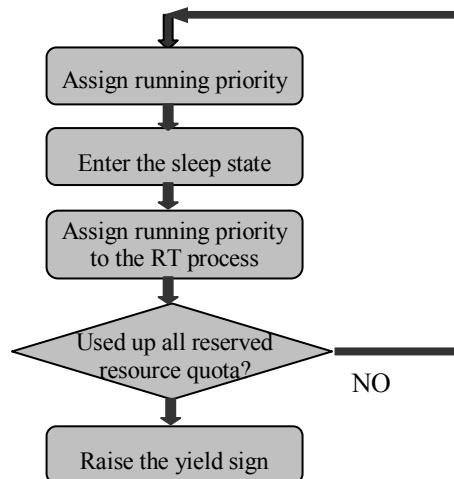 Assign running priority
Enter the sleep state
Assign running priority
to the RT process
Used up all reserved
resource quota?
NO
Raise the yield sign